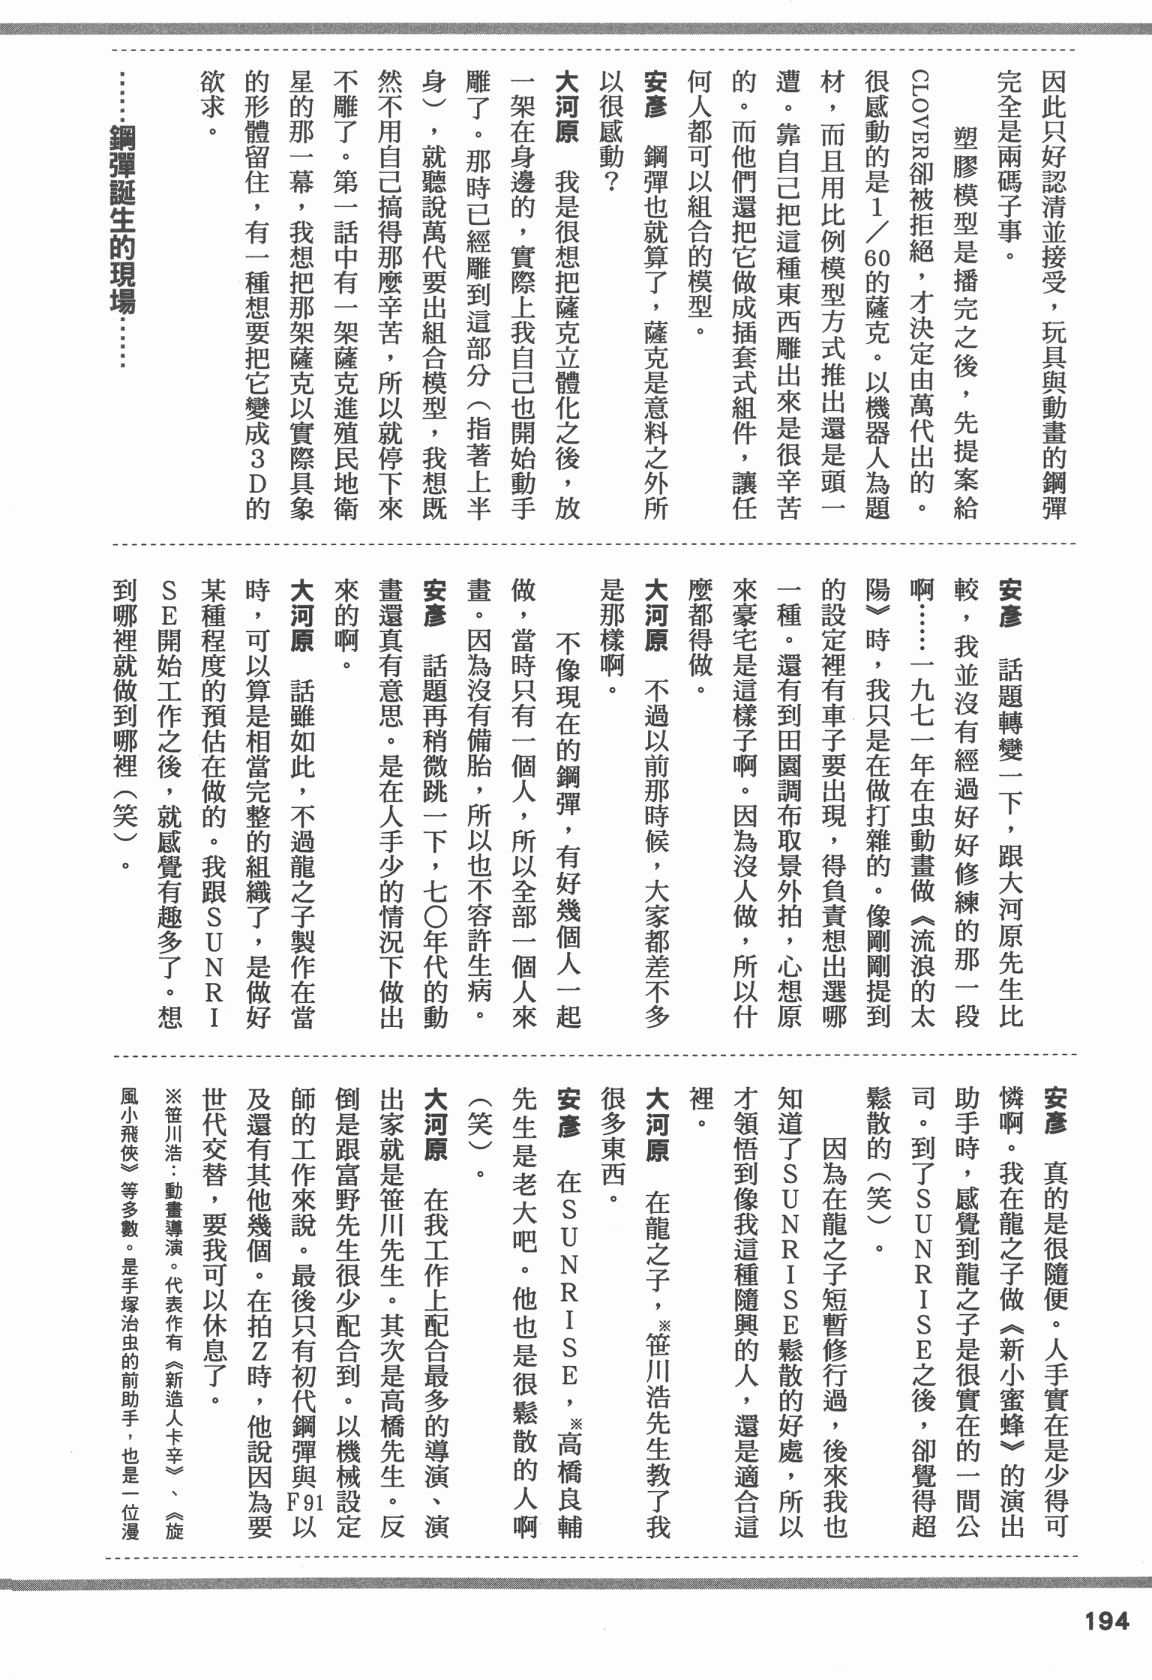 因此只好認清並接受，玩具與動畫的鋼彈
完全是兩碼子事。
塑膠模型是播完之後，先提案給
CLOVER卻被拒絕，才決定由萬代出的。
很感動的是1／60的薩克。以機器人為題
材，而且用比例模型方式推出還是頭一
遭。靠自己把這種東西雕出來是很辛苦
的。而他們還把它做成插套式組件，讓任
何人都可以組合的模型。
安彥　鋼彈也就算了，薩克是意料之外所
以很感動？
大河原　我是很想把薩克立體化之後，放
一架在身邊的，實際上我自己也開始動手
雕了。那時已經雕到這部分（指著上半
身），就聽說萬代要出組合模型，我想既
然不用自己搞得那麼辛苦，所以就停下來
不雕了。第一話中有一架薩克進殖民地衛
星的那一幕，我想把那架薩克以實際具象
的形體留住，有一種想要把它變成3D的
欲求。
……鋼彈誕生的現場……
安彥　話題轉變一下，跟大河原先生比
較，我並沒有經過好好修練的那一段
啊……一九七一年在虫動畫做《流浪的太
陽》時，我只是在做打雜的。像剛剛提到
的設定裡有車子要出現，得負責想出選哪
一種。還有到田園調布取景外拍，心想原
來豪宅是這樣子啊。因為沒人做，所以什
麼都得做。
大河原　不過以前那時候，大家都差不多
是那樣啊。
不像現在的鋼彈，有好幾個人一起
做，當時只有一個人，所以全部一個人來
畫。因為沒有備胎，所以也不容許生病。
安彥　話題再稍微跳一下，七〇年代的動
畫還真有意思。是在人手少的情況下做出
來的啊。
大河原　話雖如此，不過龍之子製作在當
時，可以算是相當完整的組織了，是做好
某種程度的預估在做的。我跟SUNRI
SE開始工作之後，就感覺有趣多了。想
到哪裡就做到哪裡（笑）。
安彥　真的是很隨便。人手實在是少得可
憐啊。我在龍之子做《新小蜜蜂》的演出
助手時，感覺到龍之子是很實在的一間公
司。到了SUNRISE之後，卻覺得超
鬆散的（笑）。
因為在龍之子短暫修行過，後來我也
知道了SUNRISE鬆散的好處，所以
才領悟到像我這種隨興的人，還是適合這
裡。
大河原　在龍之子，※笹川浩先生教了我
很多東西。
安彥　在SUNRISE，※高橋良輔
先生是老大吧。他也是很鬆散的人啊
（笑）。
大河原　在我工作上配合最多的導演、演
出家就是笹川先生。其次是高橋先生。反
倒是跟富野先生很少配合到。以機械設定
師的工作來說。最後只有初代鋼彈與F91以
及還有其他幾個。在拍Z時，他說因為要
世代交替，要我可以休息了。
※笹川浩：動畫導演。代表作有《新造人卡辛》、《旋
風小飛俠》等多數。是手塚治虫的前助手，也是一位漫
194